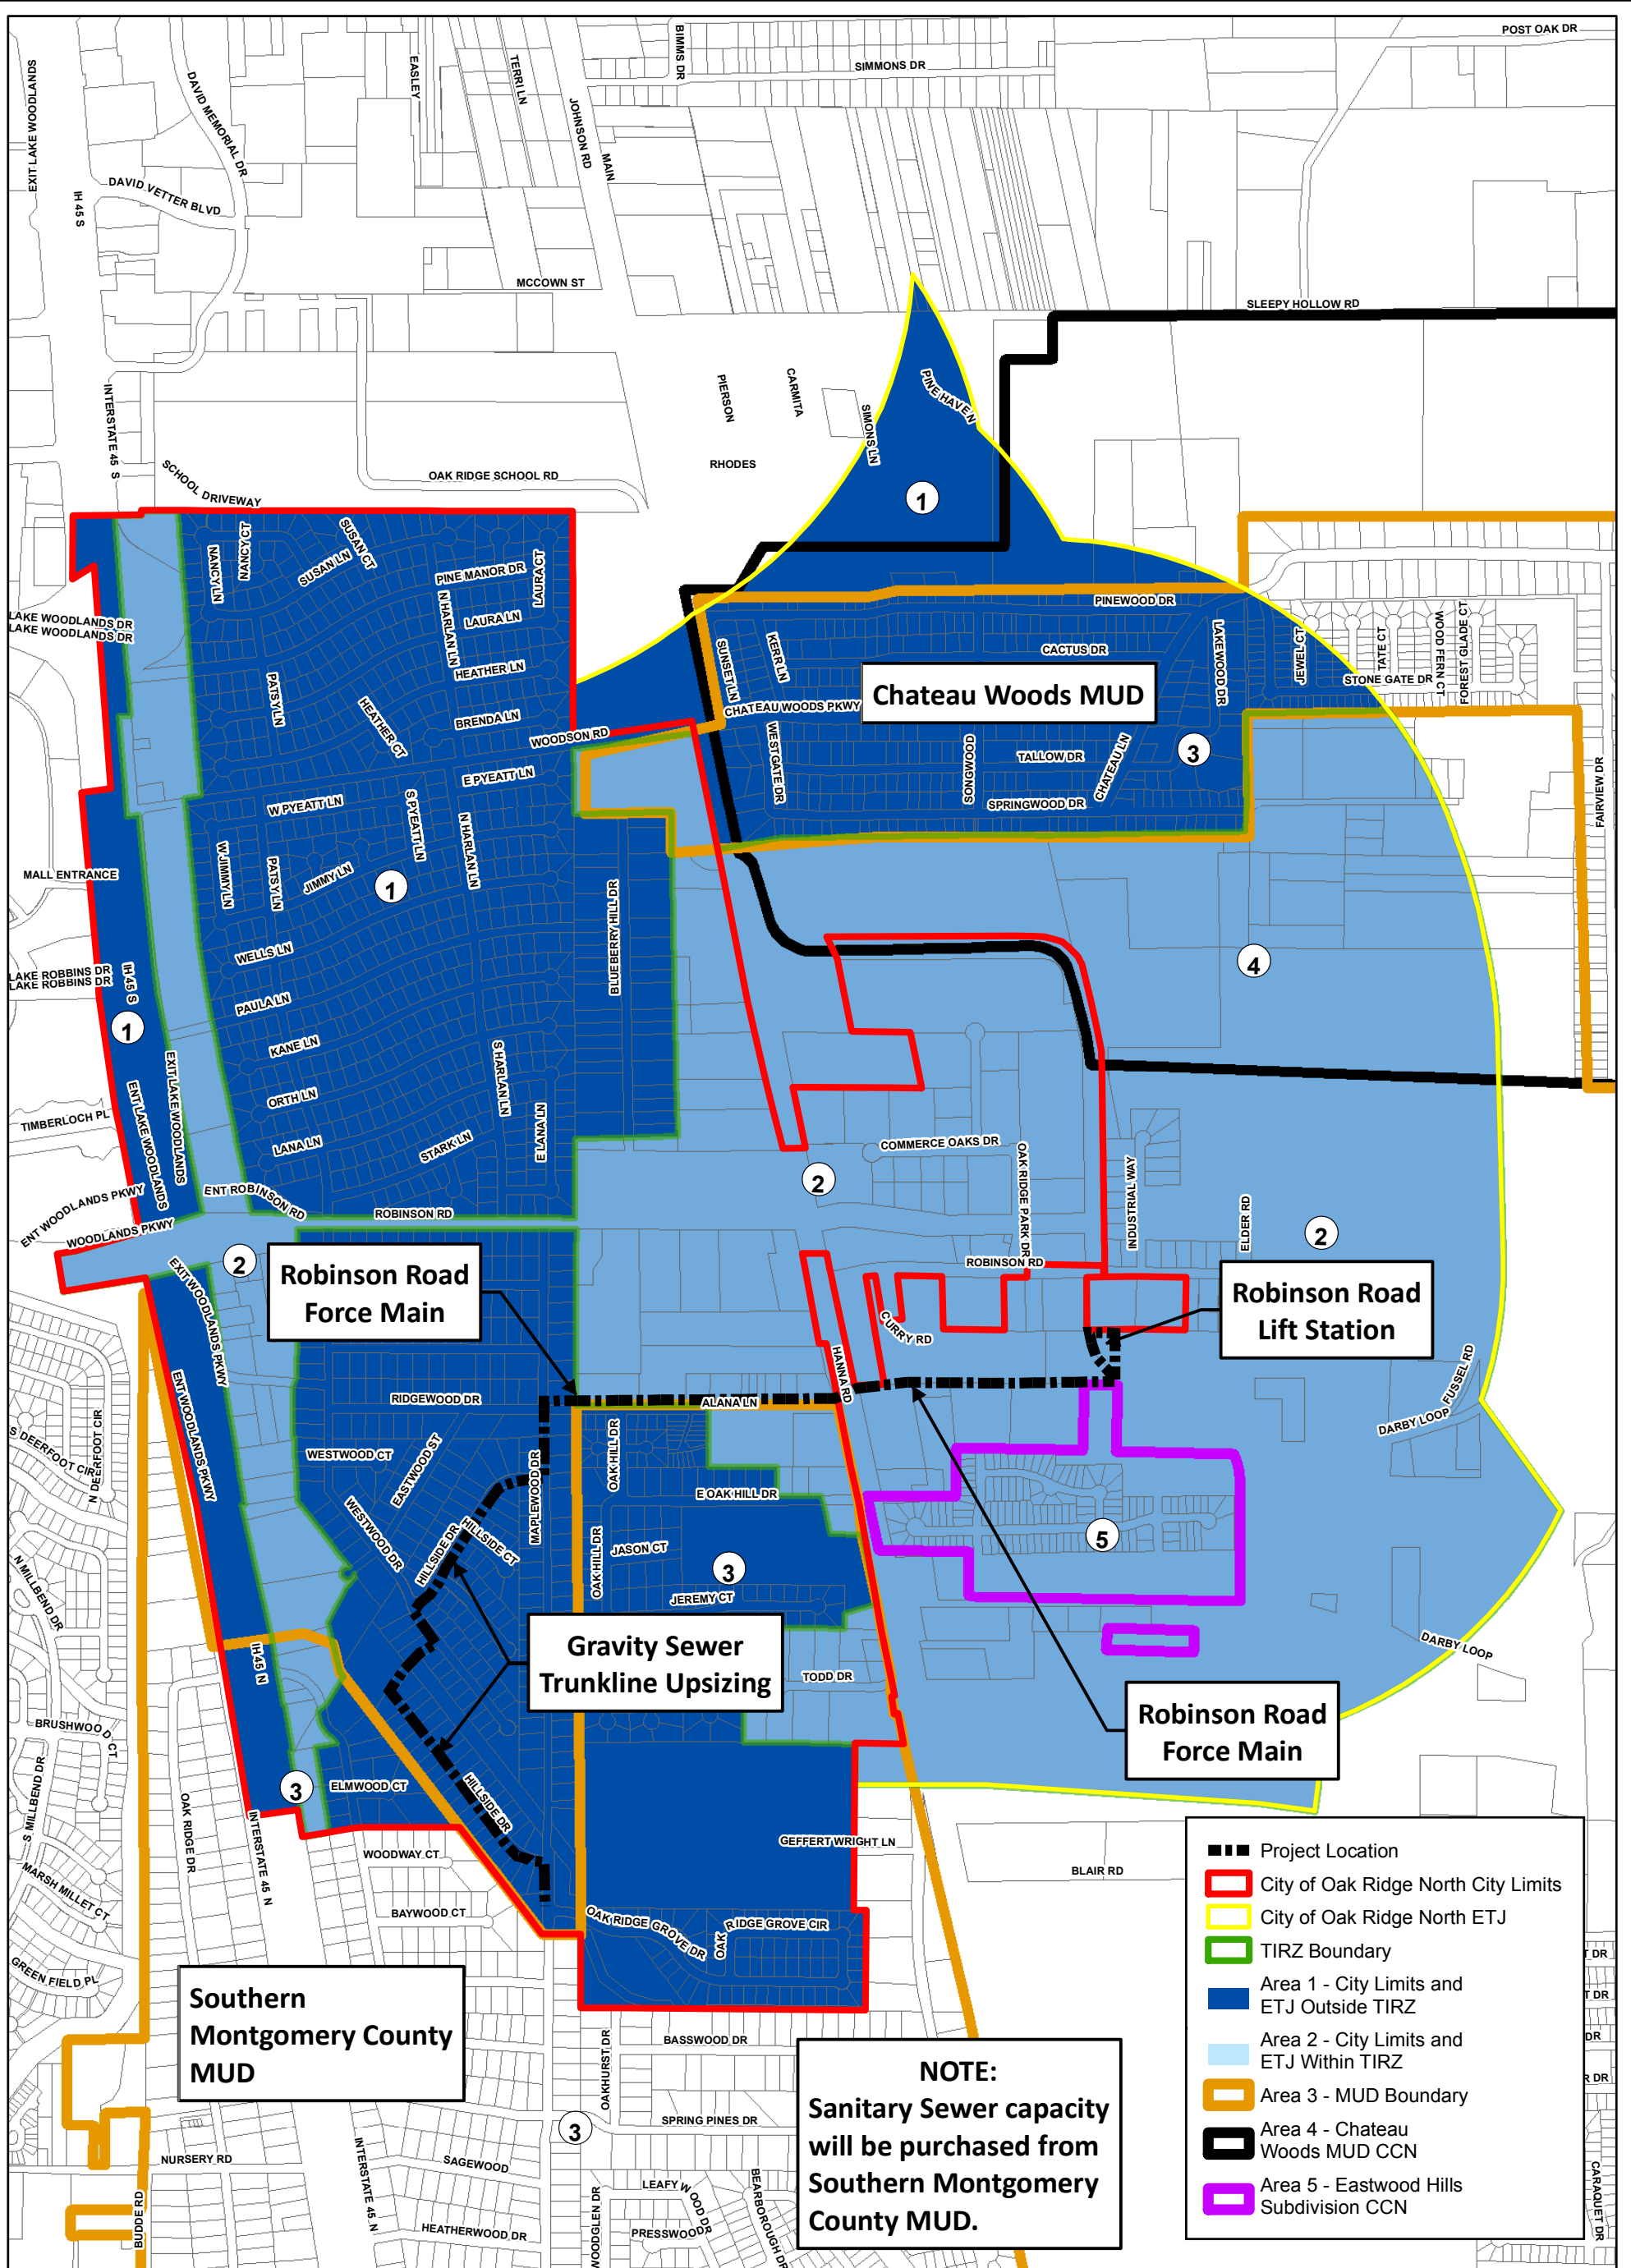 POST OAK DR
BIMMS DR
SIMMONS DR
EASLEY
TERRI LN
JOHNSON RD
MAIN
EXIT LAKE WOODLANDS
DAVID MEMORIAL DR
DAVID VETTER BLVD
IH 45 S
MCCOWN ST
SLEEPY HOLLOW RD
INTERSTATE 45 S
PIERSON
CARMITA
SIMONS LN
PINE HAVEN
RHODES
SCHOOL DRIVEWAY
OAK RIDGE SCHOOL RD
1
NANCY LN
NANCY CT
SUSAN LN
SUSAN CT
PINE MANOR DR
LAURA CT
N HARLAN LN
LAURA LN
HEATHER LN
LAKE WOODLANDS DR
LAKE WOODLANDS DR
PINEWOOD DR
SUNSET LN
KERR LN
CACTUS DR
LAKEWOOD DR
JEWEL CT
TATE CT
WOOD FERN CT
FOREST GLADE CT
STONE GATE DR
Chateau Woods MUD
CHATEAU WOODS PKWY
PATSY LN
HEATHER CT
BRENDA LN
WOODSON RD
WESTGATE DR
SONGWOOD
TALLOW DR
CHATEAU LN
3
SPRINGWOOD DR
FAIRVIEW DR
E PYEATT LN
W PYEATT LN
S PYEATT LN
N HARLAN LN
W JIMMY LN
PATSY LN
JIMMY LN
1
MALL ENTRANCE
BLUEBERRY HILL DR
WELLS LN
4
LAKE ROBBINS DR
LAKE ROBBINS DR
IH 45 S
1
PAULA LN
KANE LN
S HARLAN LN
EXIT LAKE WOODLANDS
ENT LAKE WOODLANDS
ORTH LN
TIMBERLOCH PL
LANA LN
STARK LN
E LANA LN
COMMERCE OAKS DR
OAK RIDGE PARK DR
INDUSTRIAL WAY
ELDER RD
2
2
ENT WOODLANDS PKWY
WOODLANDS PKWY
ENT ROBINSON RD
ROBINSON RD
2
ROBINSON RD
EXIT WOODLANDS PKWY
Robinson Road
Force Main
Robinson Road
Lift Station
CURRY RD
HANNA RD
ENT WOODLANDS PKWY
RIDGEWOOD DR
ALANA LN
FUSSEL RD
DARBY LOOP
S DEERFOOT CIR
N DEERFOOT CIR
WESTWOOD CT
EASTWOOD ST
MAPLEWOOD DR
OAK HILL DR
E OAK HILL DR
WESTWOOD DR
HILLSIDE DR
HILLSIDE CT
OAK HILL DR
JASON CT
3
JEREMY CT
5
N MILLBEND DR
Gravity Sewer
Trunkline Upsizing
IH 45 N
TODD DR
DARBY LOOP
Robinson Road
Force Main
BRUSHWOOD CT
S MILLBEND DR
OAK RIDGE DR
3
ELMWOOD CT
HILLSIDE DR
INTERSTATE 45 N
WOODWAY CT
GEFFERT WRIGHT LN
BLAIR RD
MARSH MILLET CT
BAYWOOD CT
OAK RIDGE GROVE DR
OAK RIDGE GROVE CIR
GREEN FIELD PL
Southern
Montgomery County
MUD
BASSWOOD DR
OAKHURST DR
3
SPRING PINES DR
NURSERY RD
INTERSTATE 45 N
SAGEWOOD
LEAFY WOOD DR
BEARBOROUGH DR
BUDDE RD
HEATHERWOOD DR
WOODGLEN DR
PRESSWOOD
NOTE:
Sanitary Sewer capacity
will be purchased from
Southern Montgomery
County MUD.
Project Location
City of Oak Ridge North City Limits
City of Oak Ridge North ETJ
TIRZ Boundary
Area 1 - City Limits and
ETJ Outside TIRZ
Area 2 - City Limits and
ETJ Within TIRZ
Area 3 - MUD Boundary
Area 4 - Chateau
Woods MUD CCN
Area 5 - Eastwood Hills
Subdivision CCN
DR
DR
DR
DR
CARAQUET DR